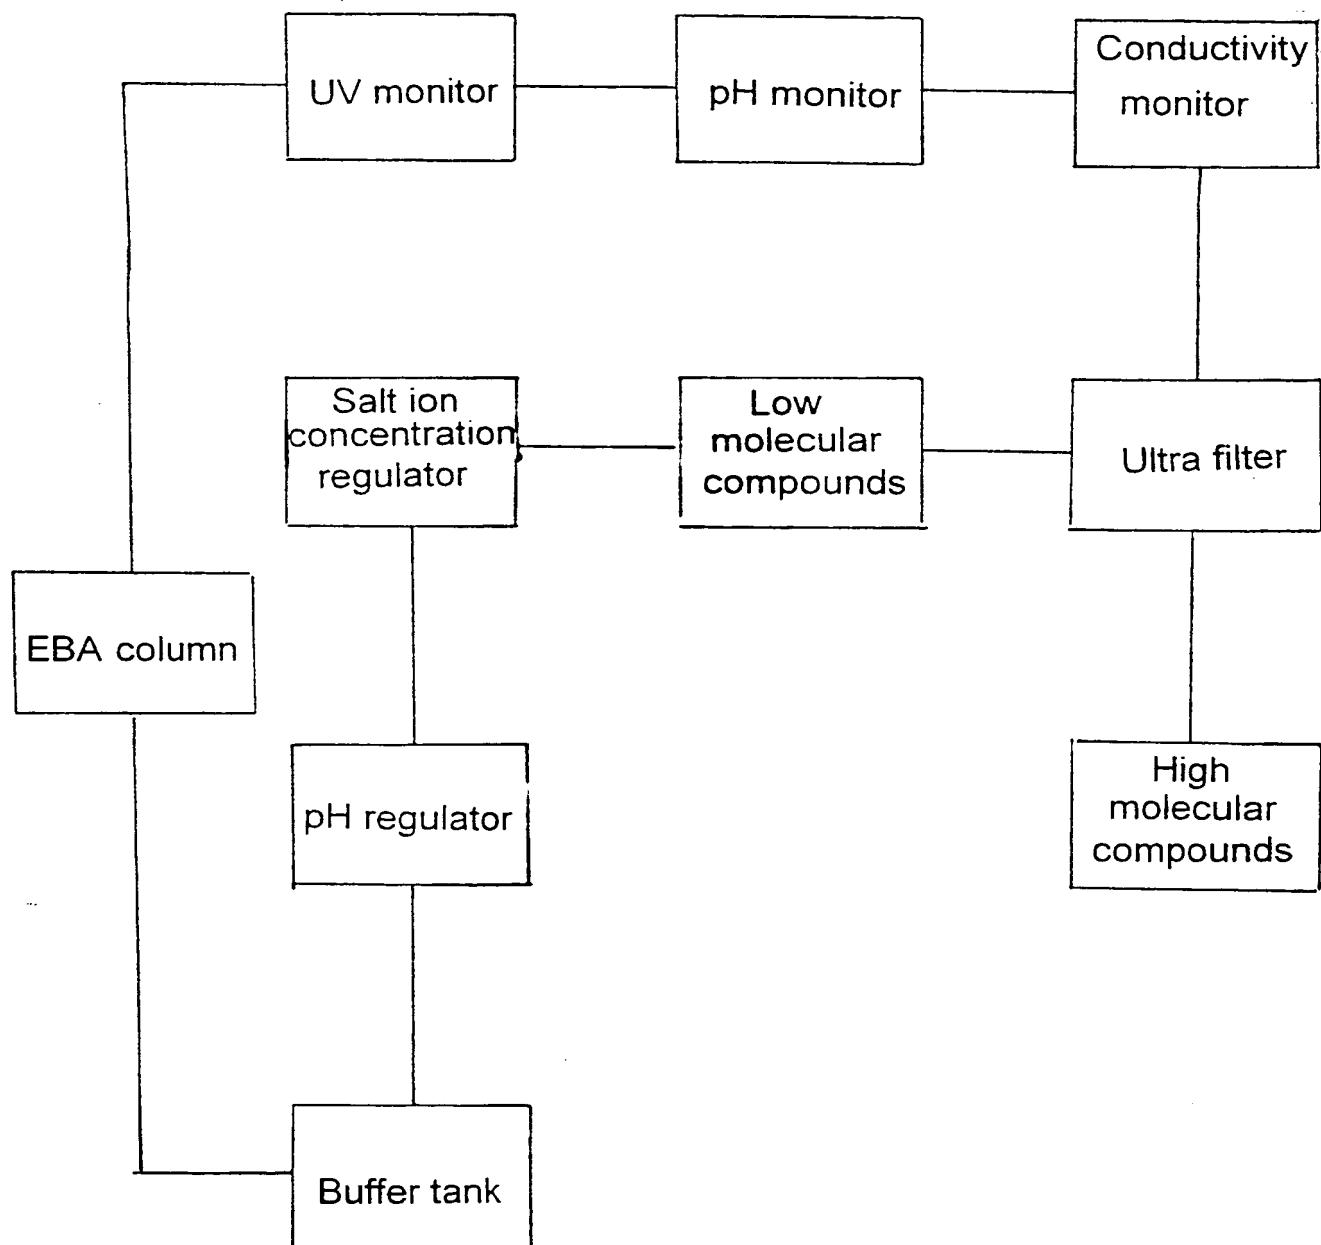 UV monitor
pH monitor
Conductivity
monitor
Salt ion
concentration
regulator
Low
molecular
compounds
Ultra filter
EBA column
pH regulator
High
molecular
compounds
Buffer tank